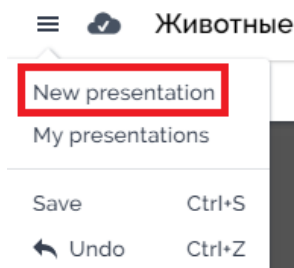 Животные
New presentation
My presentations
Save Ctrl+S
Undo Ctrl+Z